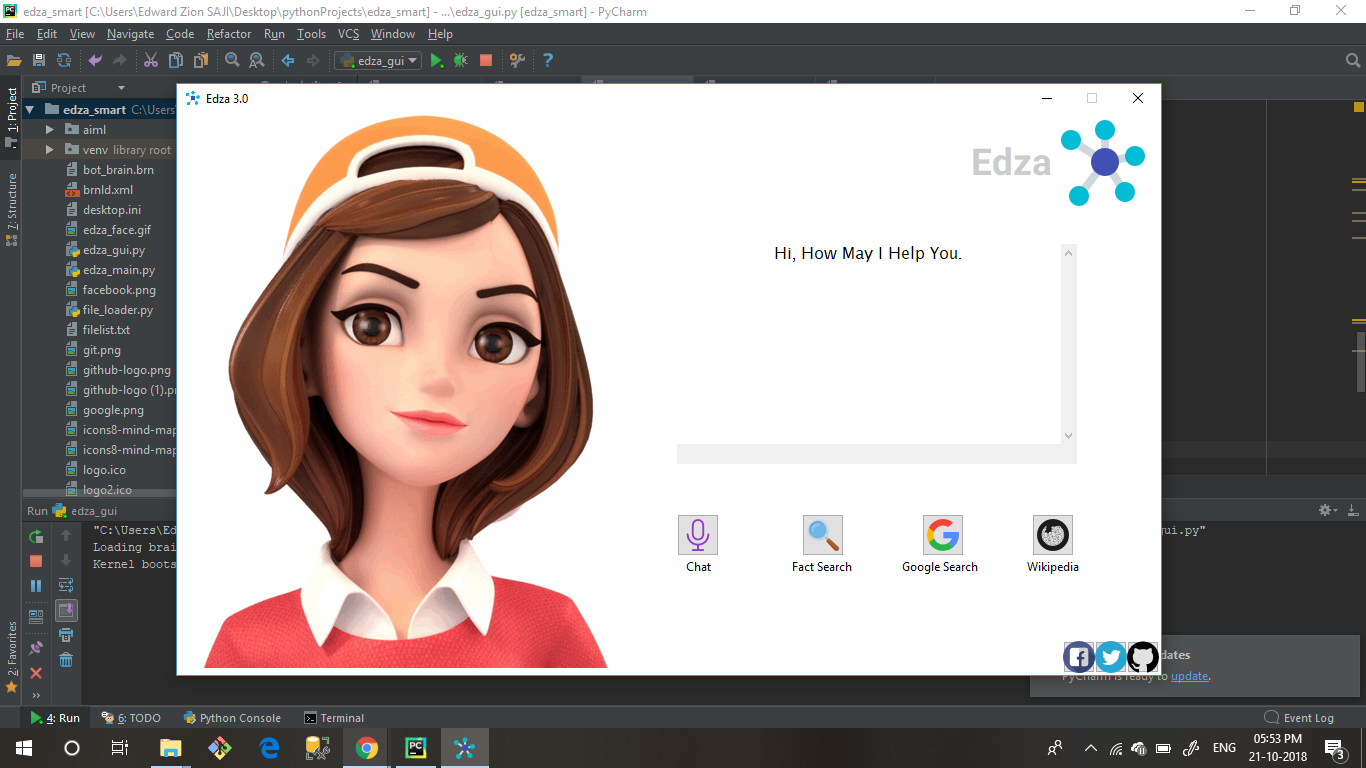 edza_smart [C:\Users\Edward Zion SAJI\Desktop\pythonProjects\edza_smart] - ...\edza_gui.py [edza_smart] - PyCharm
File Edit View Navigate Code Refactor Run Tools VCS Window Help
edza_gui
1: Project
Project
Edza 3.0
edza_smart C:\Users
aiml
venv library root
bot_brain.brn
brnld.xml
desktop.ini
edza_face.gif
edza_gui.py
edza_main.py
facebook.png
file_loader.py
filelist.txt
git.png
github-logo.png
github-logo (1).pn
google.png
icons8-mind-map
icons8-mind-map
logo.ico
logo2.ico
7: Structure
Edza
Hi, How May I Help You.
Chat Fact Search Google Search Wikipedia
Run edza_gui
"C:\Users\Ed
gui.py"
Loading brai
Kernel boots
2: Favorites
dates
PyCharm is ready to update.
4: Run 6: TODO Python Console Terminal Event Log
PC
ENG
05:53 PM
21-10-2018
3